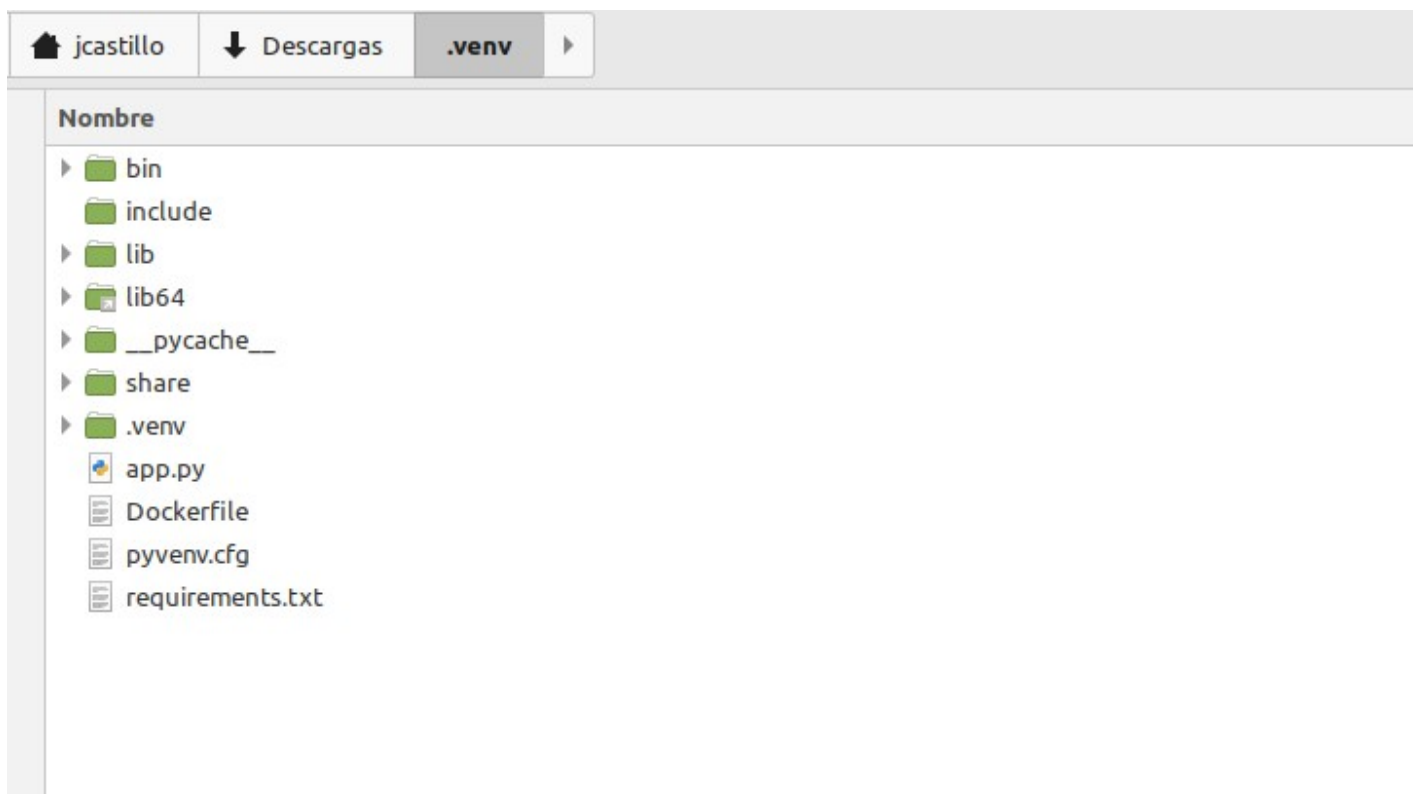 jcastillo Descargas .venv
Nombre
bin
include
lib
lib64
__pycache__
share
.venv
app.py
Dockerfile
pyvenv.cfg
requirements.txt